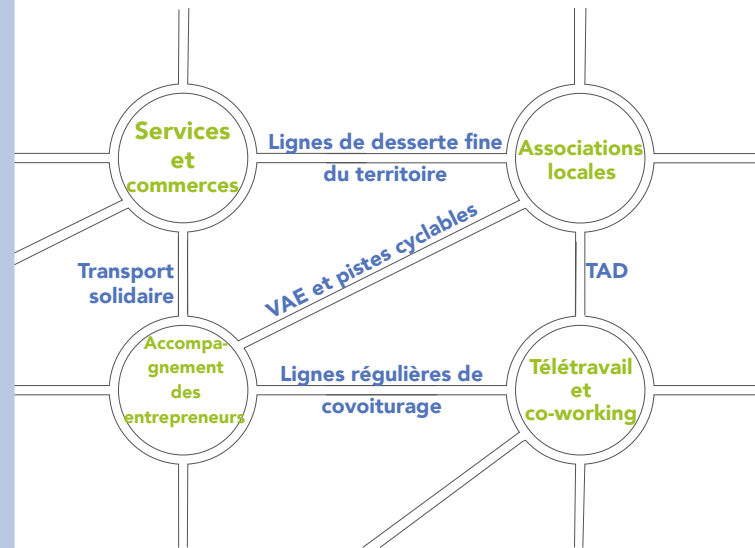 Services
et
commerces
Lignes de desserte fine
du territoire
Associations
locales
VAE et pistes cyclables
Transport
solidaire
TAD
Accompa-
gnement
des
entrepreneurs
Lignes régulières de
covoiturage
Télétravail
et
co-working